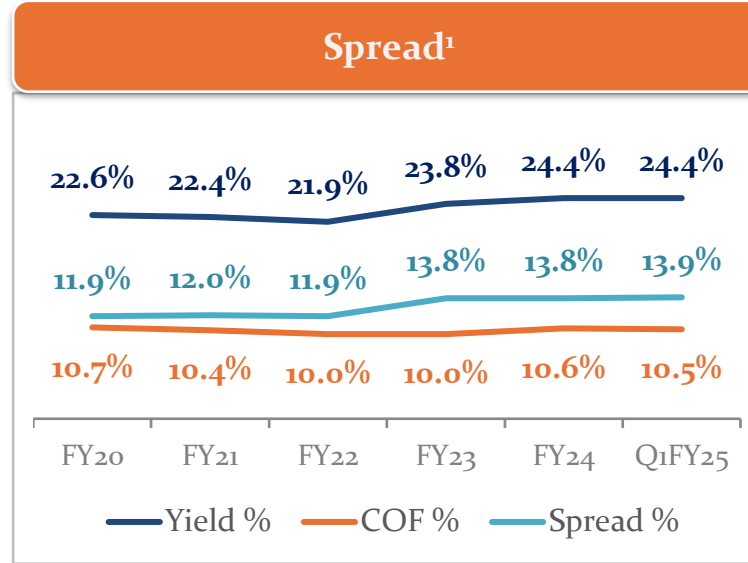 Spread¹
22.6% 22.4% 21.9% 23.8% 24.4% 24.4%
11.9% 12.0% 11.9% 13.8% 13.8% 13.9%
10.7% 10.4% 10.0% 10.0% 10.6% 10.5%
FY20 FY21 FY22 FY23 FY24 Q1FY25
Yield % COF % Spread %